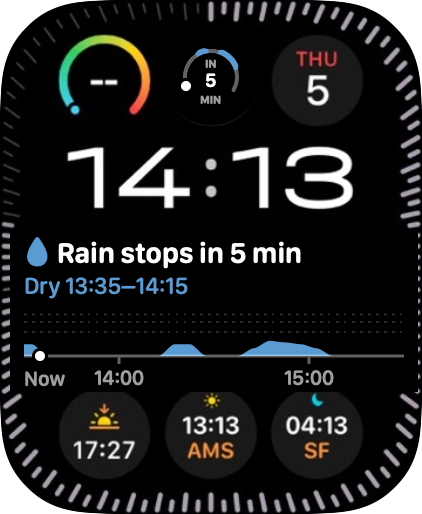 --
IN
5
MIN
THU
5
14:13
Rain stops in 5 min
Dry 13:35–14:15
Now 14:00 15:00
17:27
13:13
AMS
04:13
SF